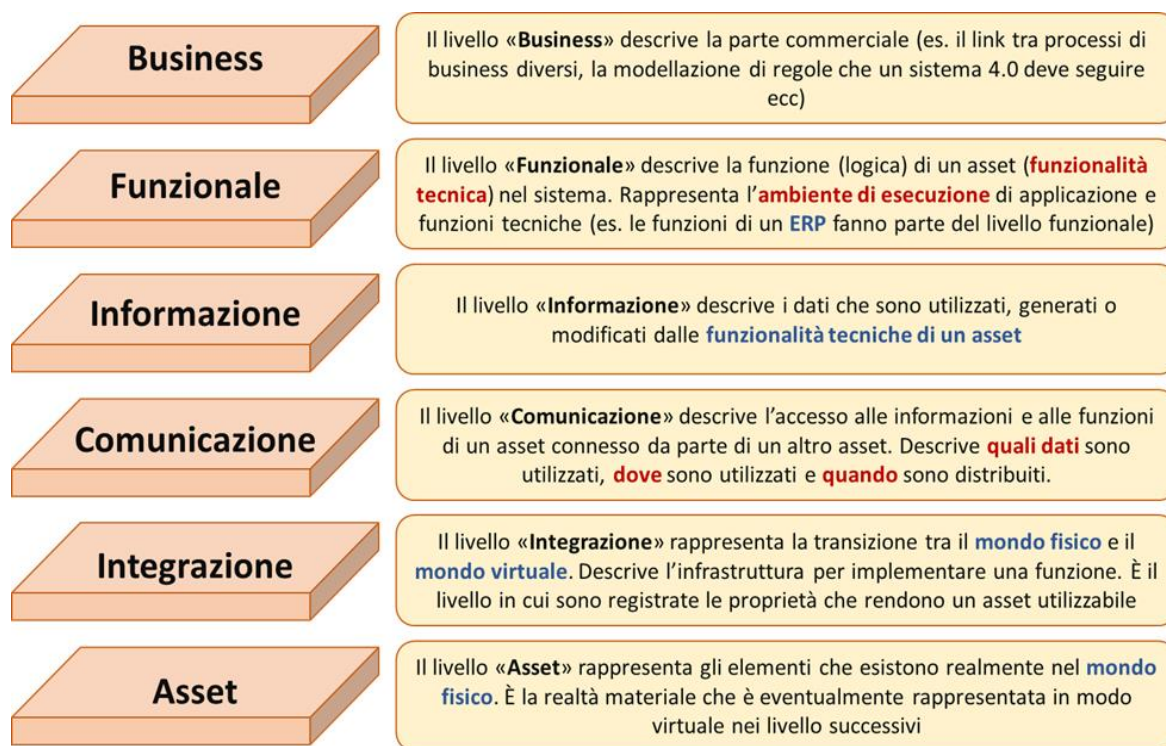 Business
Il livello «Business» descrive la parte commerciale (es. il link tra processi di
business diversi, la modellazione di regole che un sistema 4.0 deve seguire
ecc)
Funzionale
Il livello «Funzionale» descrive la funzione (logica) di un asset (funzionalità
tecnica) nel sistema. Rappresenta l’ambiente di esecuzione di applicazione e
funzioni tecniche (es. le funzioni di un ERP fanno parte del livello funzionale)
Informazione
Il livello «Informazione» descrive i dati che sono utilizzati, generati o
modificati dalle funzionalità tecniche di un asset
Comunicazione
Il livello «Comunicazione» descrive l’accesso alle informazioni e alle funzioni
di un asset connesso da parte di un altro asset. Descrive quali dati sono
utilizzati, dove sono utilizzati e quando sono distribuiti.
Integrazione
Il livello «Integrazione» rappresenta la transizione tra il mondo fisico e il
mondo virtuale. Descrive l’infrastruttura per implementare una funzione. È il
livello in cui sono registrate le proprietà che rendono un asset utilizzabile
Asset
Il livello «Asset» rappresenta gli elementi che esistono realmente nel mondo
fisico. È la realtà materiale che è eventualmente rappresentata in modo
virtuale nei livello successivi